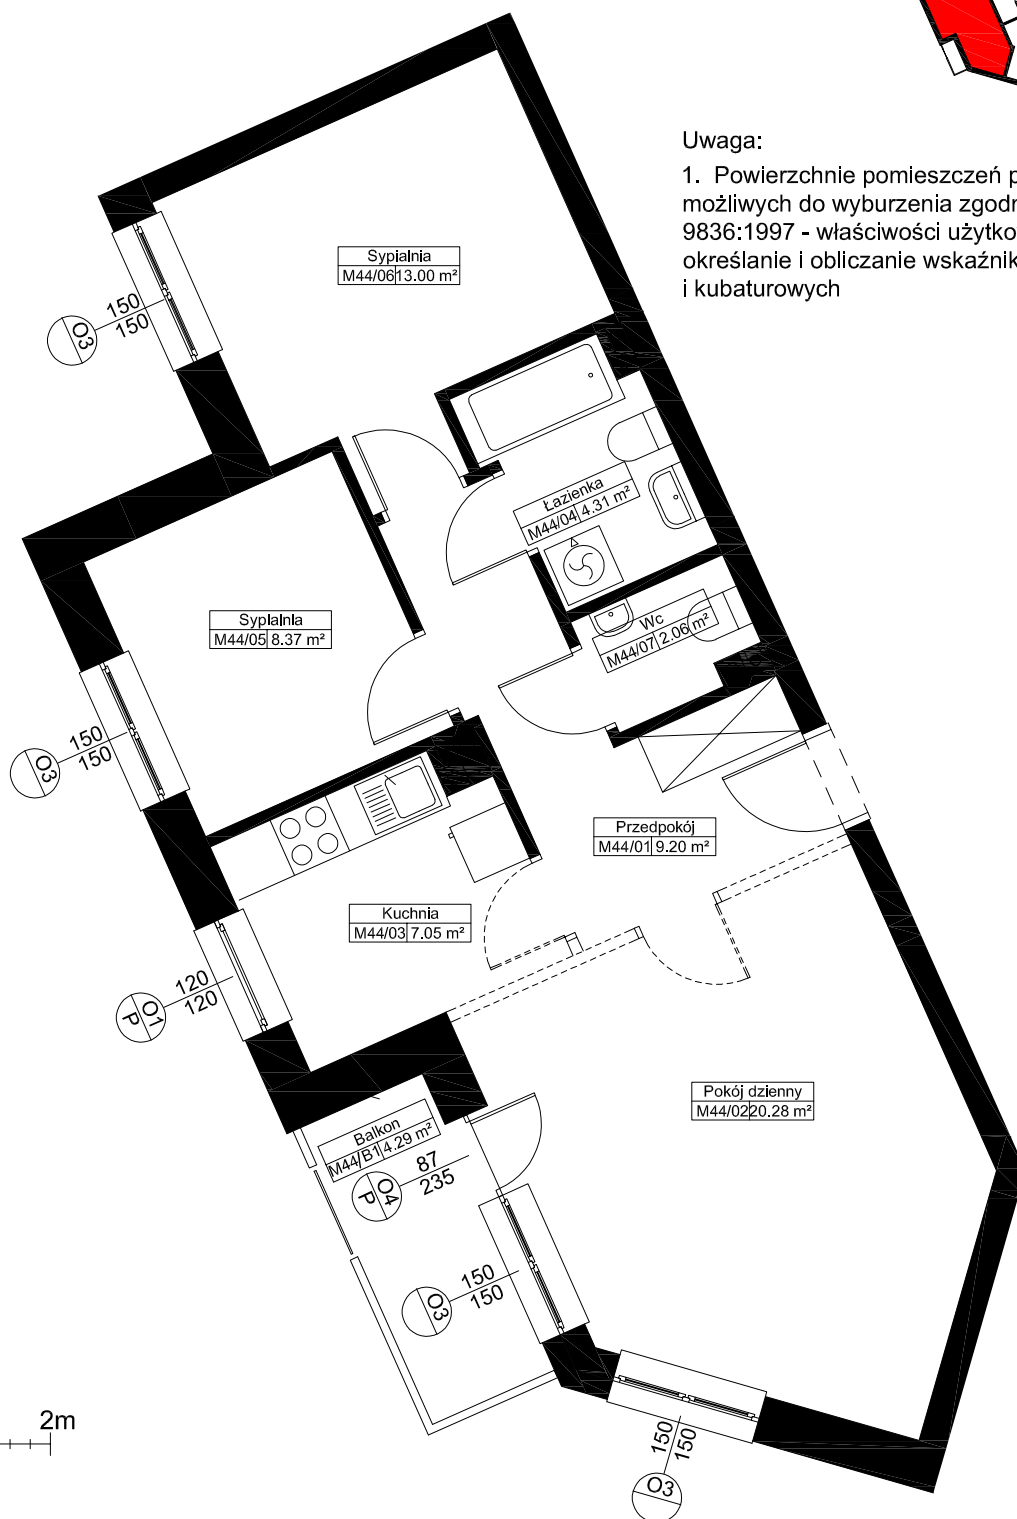 Uwaga:
1. Powierzchnie pomieszczeń
możliwych do wyburzenia
9836:1997 - właściwości
określanie i obliczanie
i kubaturowych
Sypialnia
M44/06 13.00 m²
150
150
O3
Łazienka
M44/04 4.31 m²
Sypialnia
M44/05 8.37 m²
Wc
M44/07 2.06 m²
150
150
O3
Przedpokój
M44/01 9.20 m²
Kuchnia
M44/03 7.05 m²
120
120
O1
P
Pokój dzienny
M44/02 20.28 m²
Balkon
M44/B1 4.29 m²
87
235
O4
P
150
150
O3
2m
150
150
O3